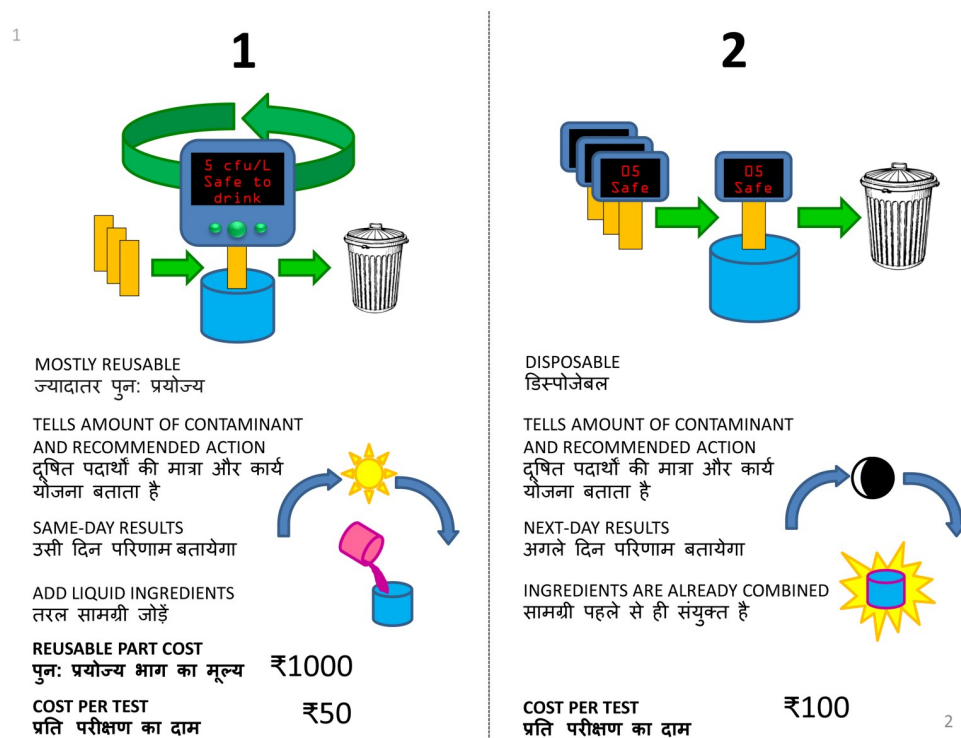 1
1
5 cfu/L
Safe to
drink
MOSTLY REUSABLE
ज्यादातर पुन: प्रयोज्य
TELLS AMOUNT OF CONTAMINANT
AND RECOMMENDED ACTION
दूषित पदार्थों की मात्रा और कार्य
योजना बताता है
SAME-DAY RESULTS
उसी दिन परिणाम बतायेगा
ADD LIQUID INGREDIENTS
तरल सामग्री जोड़ें
REUSABLE PART COST
पुन: प्रयोज्य भाग का मूल्य ₹1000
COST PER TEST
प्रति परीक्षण का दाम ₹50
2
05
Safe
05
Safe
DISPOSABLE
डिस्पोजेबल
TELLS AMOUNT OF CONTAMINANT
AND RECOMMENDED ACTION
दूषित पदार्थों की मात्रा और कार्य
योजना बताता है
NEXT-DAY RESULTS
अगले दिन परिणाम बतायेगा
INGREDIENTS ARE ALREADY COMBINED
सामग्री पहले से ही संयुक्त है
COST PER TEST
प्रति परीक्षण का दाम ₹100
2